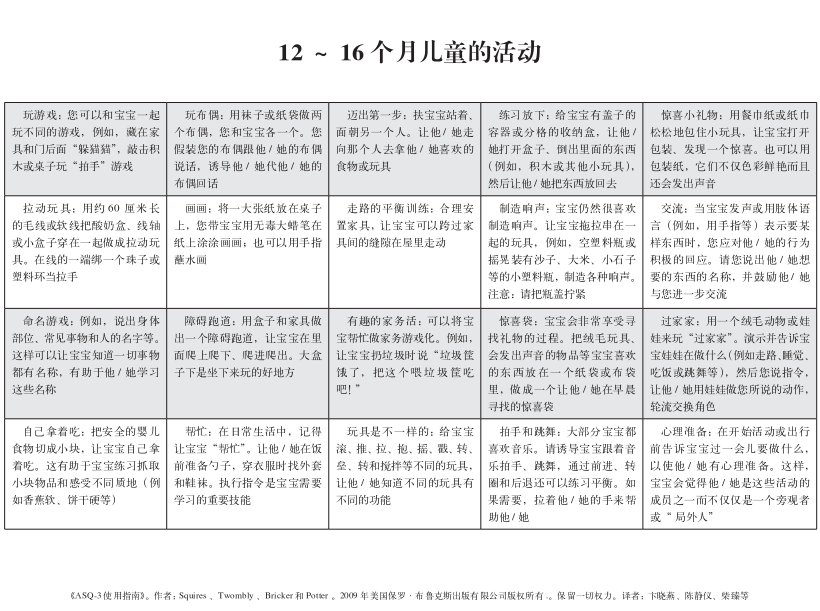 12 ~ 16 个月儿童的活动
玩游戏：您可以和宝宝一起
玩不同的游戏，例如，藏在家
具和门后面“躲猫猫”，敲击积
木或桌子玩“拍手”游戏
玩布偶：用袜子或纸袋做两
个布偶，您和宝宝各一个。您
假装您的布偶跟他/ 她的布偶
说话，诱导他/ 她代他/ 她的
布偶回话
迈出第一步：扶宝宝站着、
面朝另一个人。让他/ 她走
向那个人去拿他/ 她喜欢的
食物或玩具
练习放下：给宝宝有盖子的
容器或分格的收纳盒，让他/
她打开盒子、倒出里面的东西
(例如，积木或其他小玩具)，
然后让他/ 她把东西放回去
惊喜小礼物：用餐巾纸或纸巾
松松地包住小玩具，让宝宝打开
包装、发现一个惊喜。也可以用
包装纸，它们不仅色彩鲜艳而且
还会发出声音
拉动玩具：用约 60 厘米长
的毛线或软线把酸奶盒、线轴
或小盒子穿在一起做成拉动玩
具。在线的一端绑一个珠子或
塑料环当拉手
画画：将一大张纸放在桌子
上，您带宝宝用无毒大蜡笔在
纸上涂涂画画；也可以用手指
蘸水画
走路的平衡训练：合理安
置家具，让宝宝可以跨过家
具间的缝隙在屋里走动
制造响声：宝宝仍然很喜欢
制造响声。让宝宝拖拉串在一
起的玩具，例如，空塑料瓶或
摇晃装有沙子、大米、小石子
等的小塑料瓶，制造各种响声。
注意：请把瓶盖拧紧
交流：当宝宝发声或用肢体语
言（例如，用手指等）表示要某
样东西时，您应对他/ 她的行为
积极的回应。请您说出他/ 她想
要的东西的名称，并鼓励他/ 她
与您进一步交流
命名游戏：例如，说出身体
部位、常见事物和人的名字等。
这样可以让宝宝知道一切事物
都有名称，有助于他/ 她学习
这些名称
障碍跑道：用盒子和家具做
出一个障碍跑道，让宝宝在里
面爬上爬下、爬进爬出。大盒
子下是坐下来玩的好地方
有趣的家务活：可以将宝
宝帮忙做家务游戏化。例如，
让宝宝扔垃圾时说“垃圾筐
饿了，把这个喂垃圾筐吃
吧！”
惊喜袋：宝宝会非常享受寻
找礼物的过程。把绒毛玩具、
会发出声音的物品等宝宝喜欢
的东西放在一个纸袋或布袋
里，做成一个让他/ 她在早晨
寻找的惊喜袋
过家家：用一个绒毛动物或娃
娃来玩“过家家”。演示并告诉宝
宝娃娃在做什么(例如走路、睡觉、
吃饭或跳舞等)，然后您说指令，
让他/ 她用娃娃做您所说的动作，
轮流交换角色
自己拿着吃：把安全的婴儿
食物切成小块，让宝宝自己拿
着吃。这有助于宝宝练习抓取
小块物品和感受不同质地（例
如香蕉软、饼干硬等）
帮忙：在日常生活中，记得
让宝宝“帮忙”。让他/ 她在饭
前准备勺子，穿衣服时找外套
和鞋袜。执行指令是宝宝需要
学习的重要技能
玩具是不一样的：给宝宝
滚、推、拉、抱、摇、戳、转、
垒、转和搅拌等不同的玩具，
让他/ 她知道不同的玩具有
不同的功能
拍手和跳舞：大部分宝宝都
喜欢音乐。请诱导宝宝跟着音
乐拍手、跳舞，通过前进、转
圈和后退还可以练习平衡。如
果需要，拉着他/ 她的手来帮
助他/ 她
心理准备：在开始活动或出行
前告诉宝宝过一会儿要做什么，
以使他/ 她有心理准备。这样，
宝宝会觉得他/ 她是这些活动的
成员之一而不仅仅是一个旁观者
或“ 局外人”
《ASQ-3 使用指南》。作者：Squires 、Twombly 、Bricker 和 Potter 。2009 年美国保罗 · 布鲁克斯出版有限公司版权所有 。保留一切权力。译者：卞晓燕、陈静仪、柴臻等